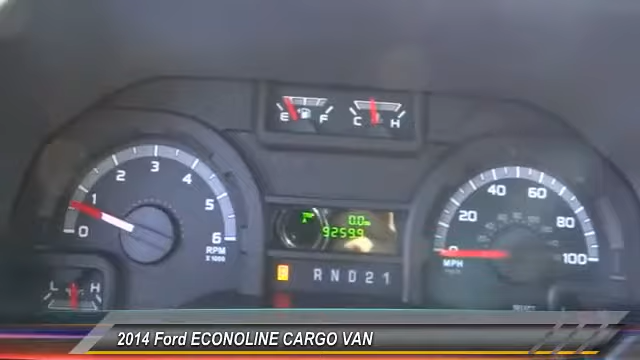 E F C H
0 1 2 3 4 5 6
RPM
X 1000
L H
0.0
92599
R N D 2 1
0 20 40 60 80 100
MPH
2014 Ford ECONOLINE CARGO VAN